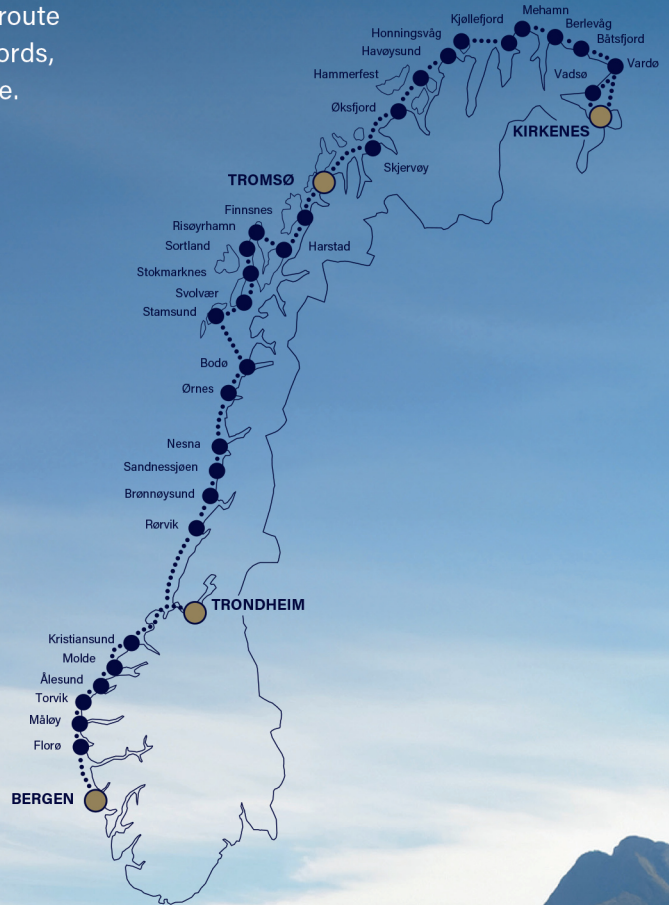 route
ords,
e.
Mehamn
Kjøllefjord
Berlevåg
Honningsvåg
Båtsfjord
Havøysund
Vardø
Hammerfest
Vadsø
Øksfjord
KIRKENES
Skjervøy
TROMSØ
Finnsnes
Risøyrhamn
Sortland
Harstad
Stokmarknes
Svolvær
Stamsund
Bodø
Ørnes
Nesna
Sandnessjøen
Brønnøysund
Rørvik
TRONDHEIM
Kristiansund
Molde
Ålesund
Torvik
Måløy
Florø
BERGEN